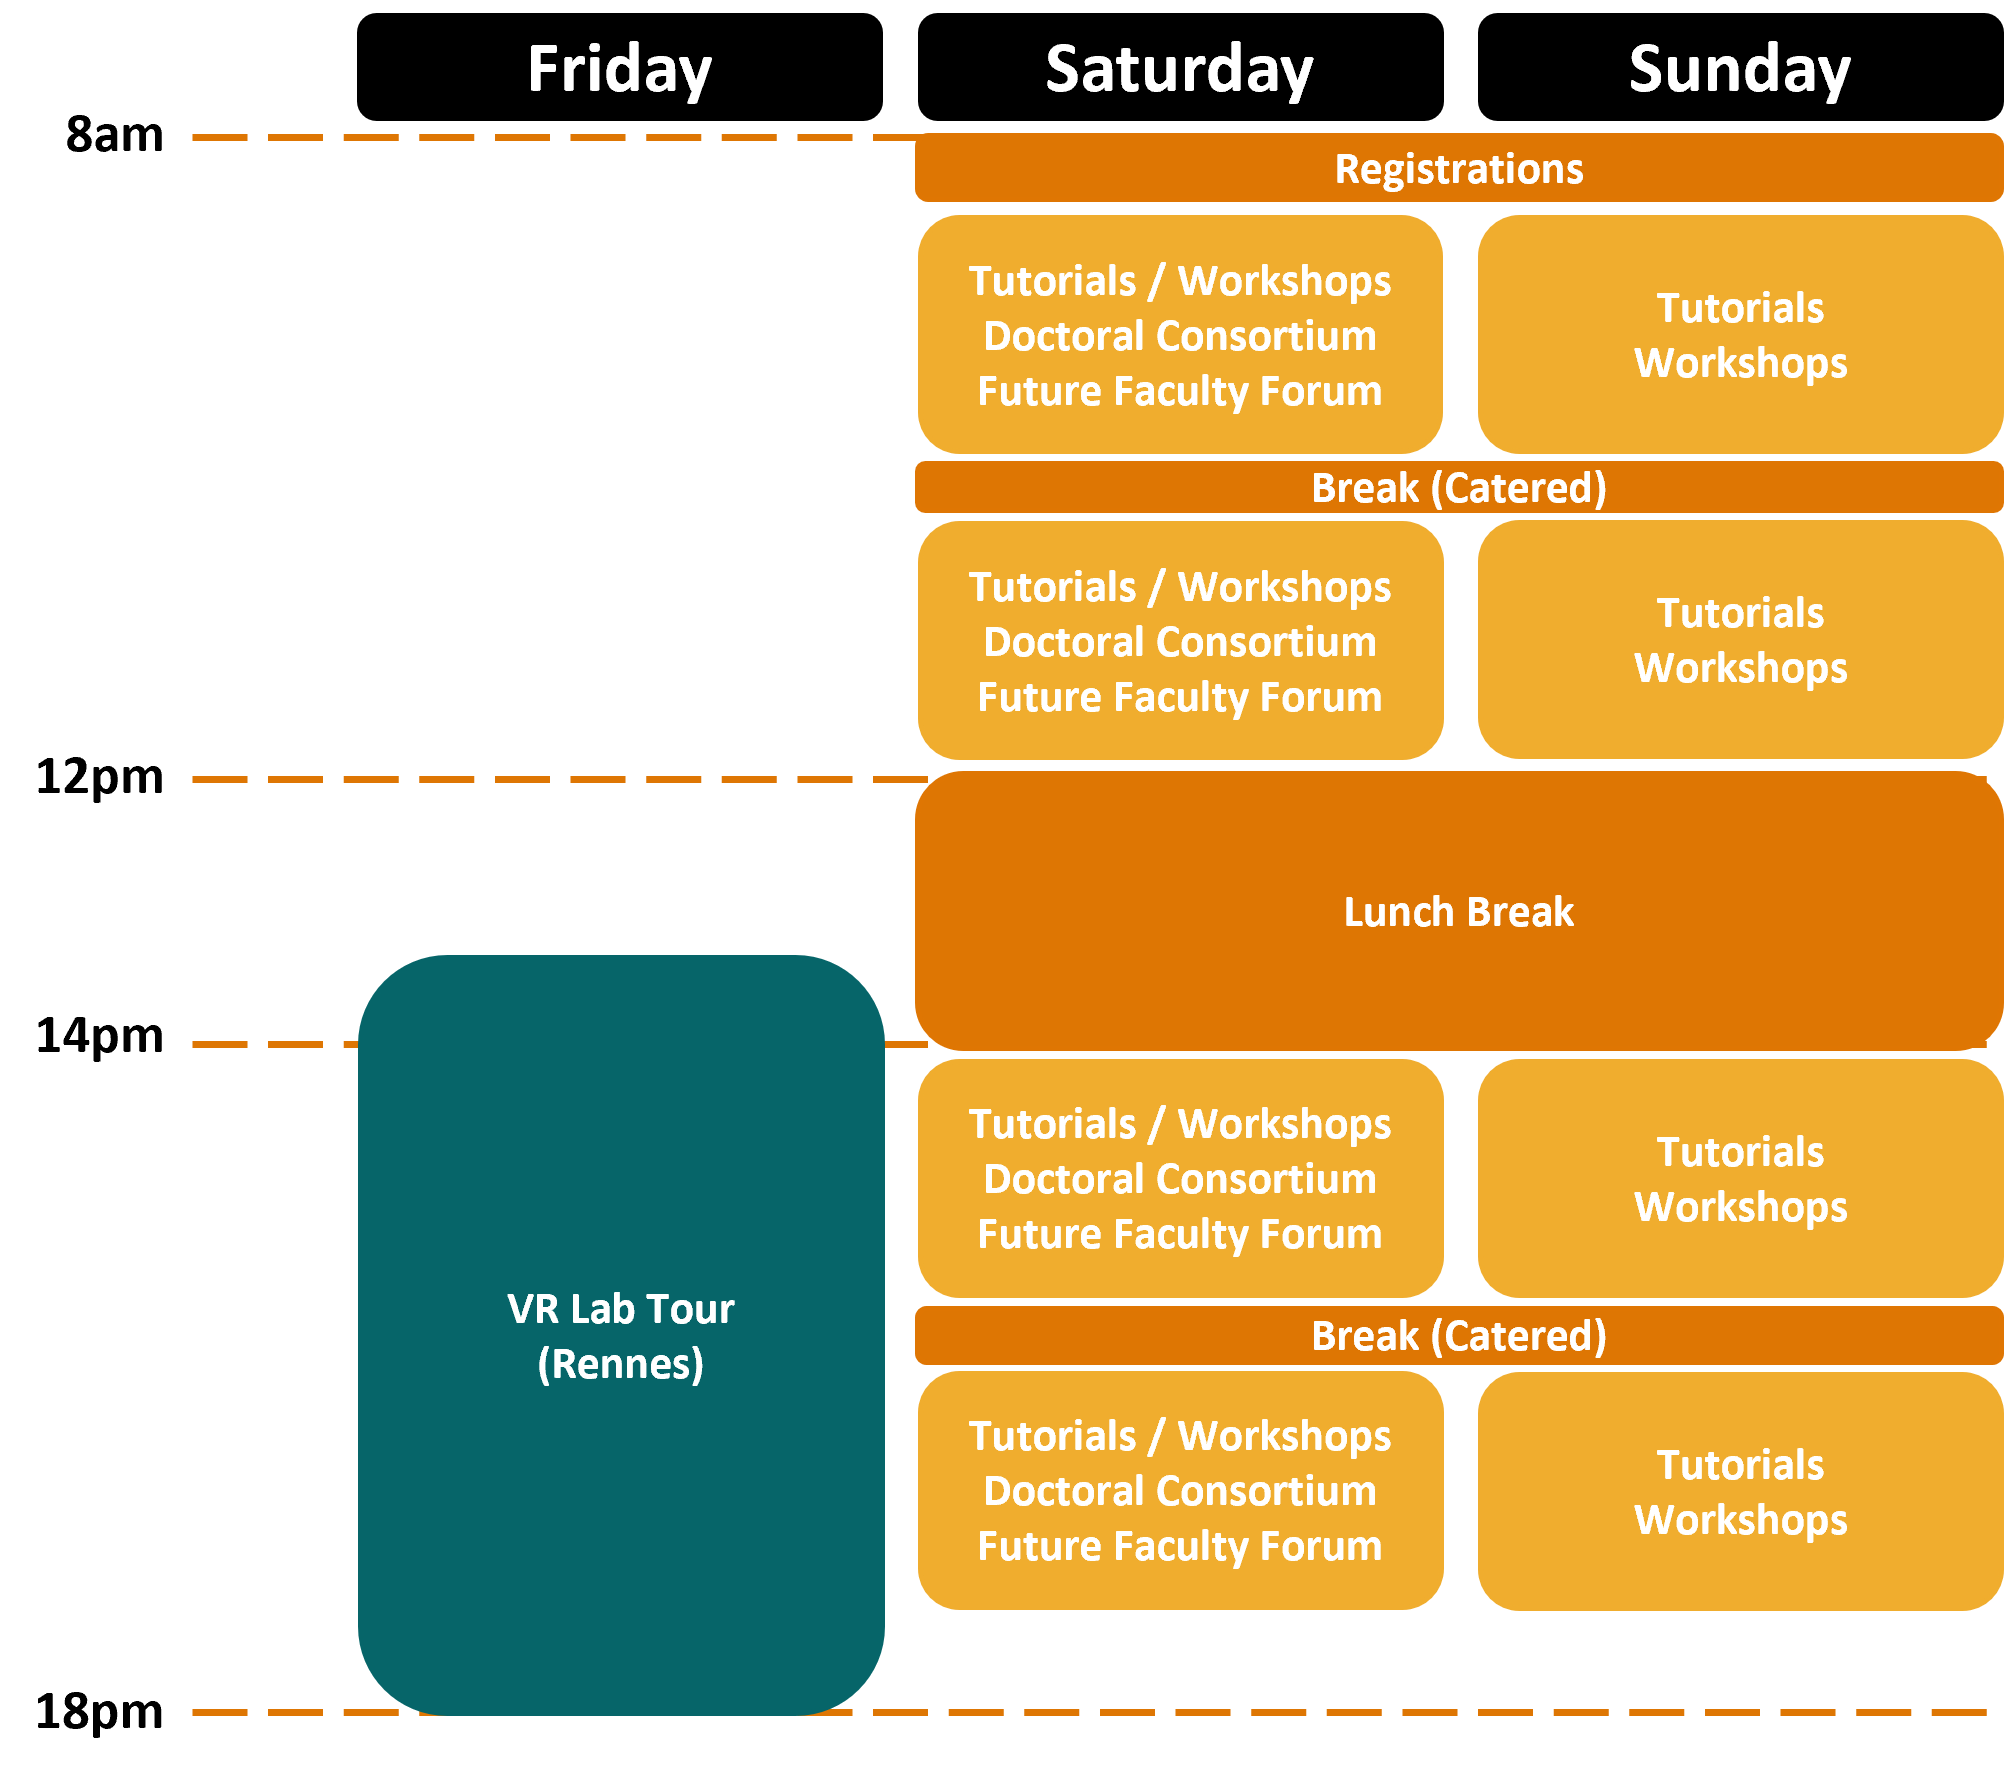 Friday
Saturday
Sunday
8am
Registrations
Tutorials / Workshops
Doctoral Consortium
Future Faculty Forum
Tutorials
Workshops
Break (Catered)
Tutorials / Workshops
Doctoral Consortium
Future Faculty Forum
Tutorials
Workshops
12pm
Lunch Break
14pm
VR Lab Tour
(Rennes)
Tutorials / Workshops
Doctoral Consortium
Future Faculty Forum
Tutorials
Workshops
Break (Catered)
Tutorials / Workshops
Doctoral Consortium
Future Faculty Forum
Tutorials
Workshops
18pm